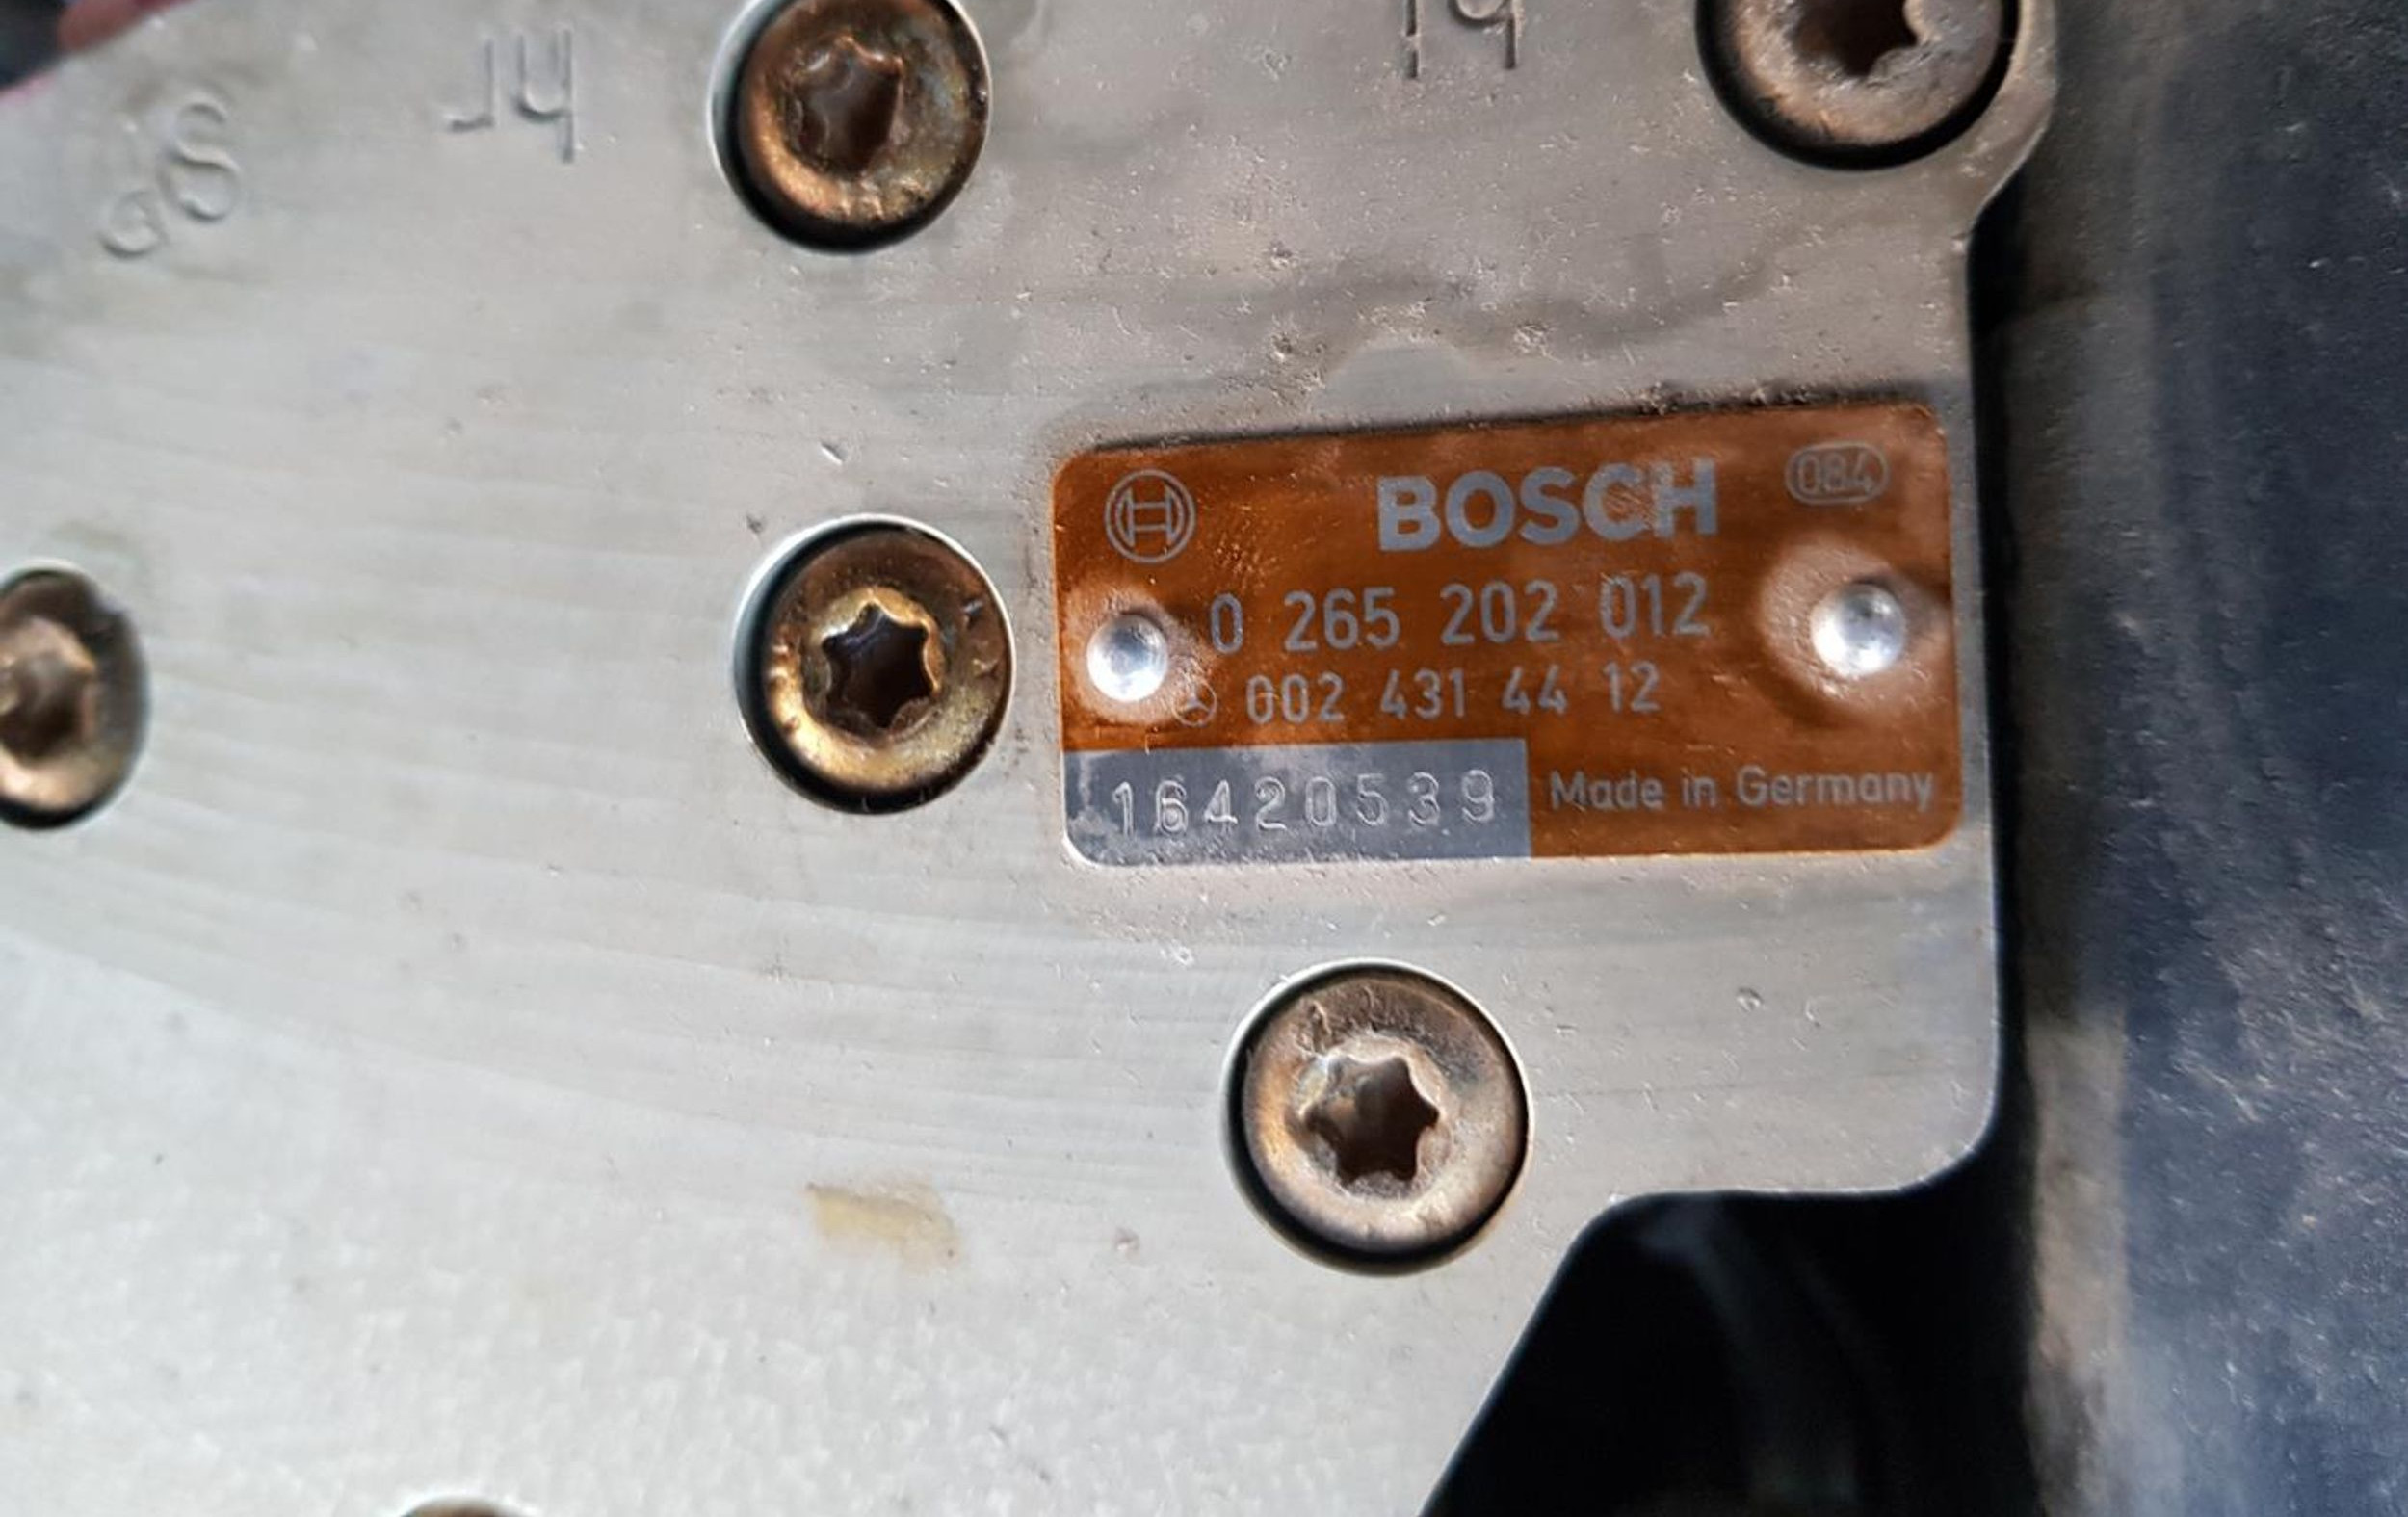 BOSCH 084
0 265 202 012
002 431 44 12
16420539 Made in Germany